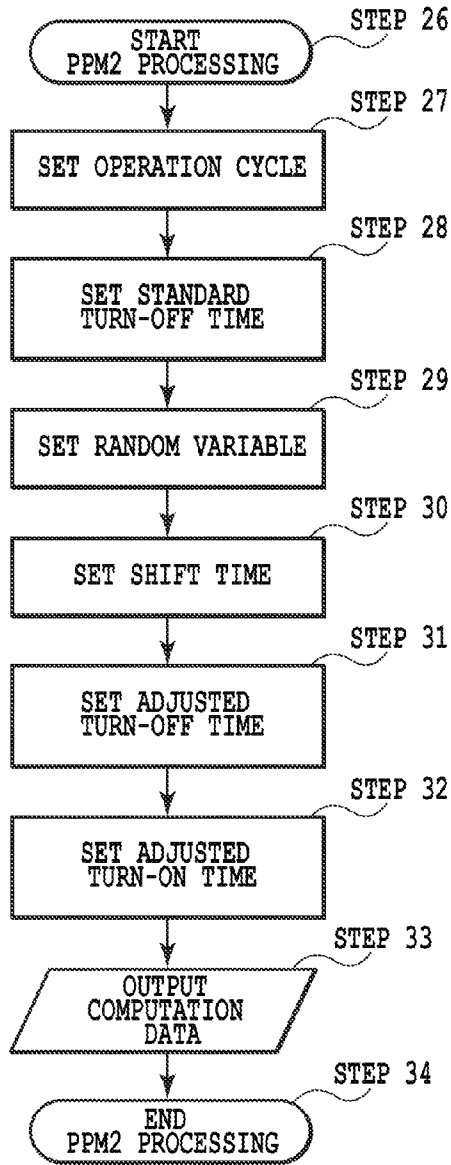 STEP 26
START
PPM2 PROCESSING
STEP 27
SET OPERATION CYCLE
STEP 28
SET STANDARD
TURN-OFF TIME
STEP 29
SET RANDOM VARIABLE
STEP 30
SET SHIFT TIME
STEP 31
SET ADJUSTED
TURN-OFF TIME
STEP 32
SET ADJUSTED
TURN-ON TIME
STEP 33
OUTPUT
COMPUTATION
DATA
STEP 34
END
PPM2 PROCESSING